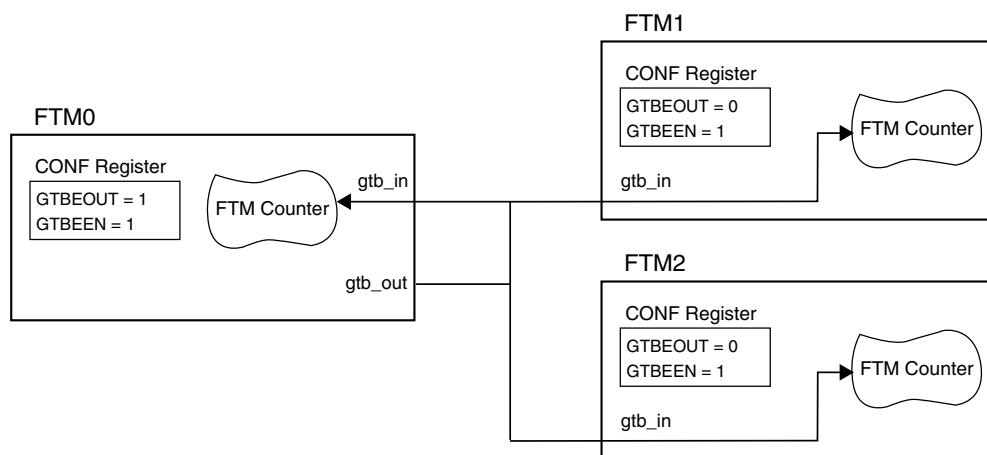 FTM0
CONF Register
GTBEOUT = 1
GTBEEN = 1
FTM Counter
gtb_in
gtb_out
FTM1
CONF Register
GTBEOUT = 0
GTBEEN = 1
FTM Counter
gtb_in
FTM2
CONF Register
GTBEOUT = 0
GTBEEN = 1
FTM Counter
gtb_in